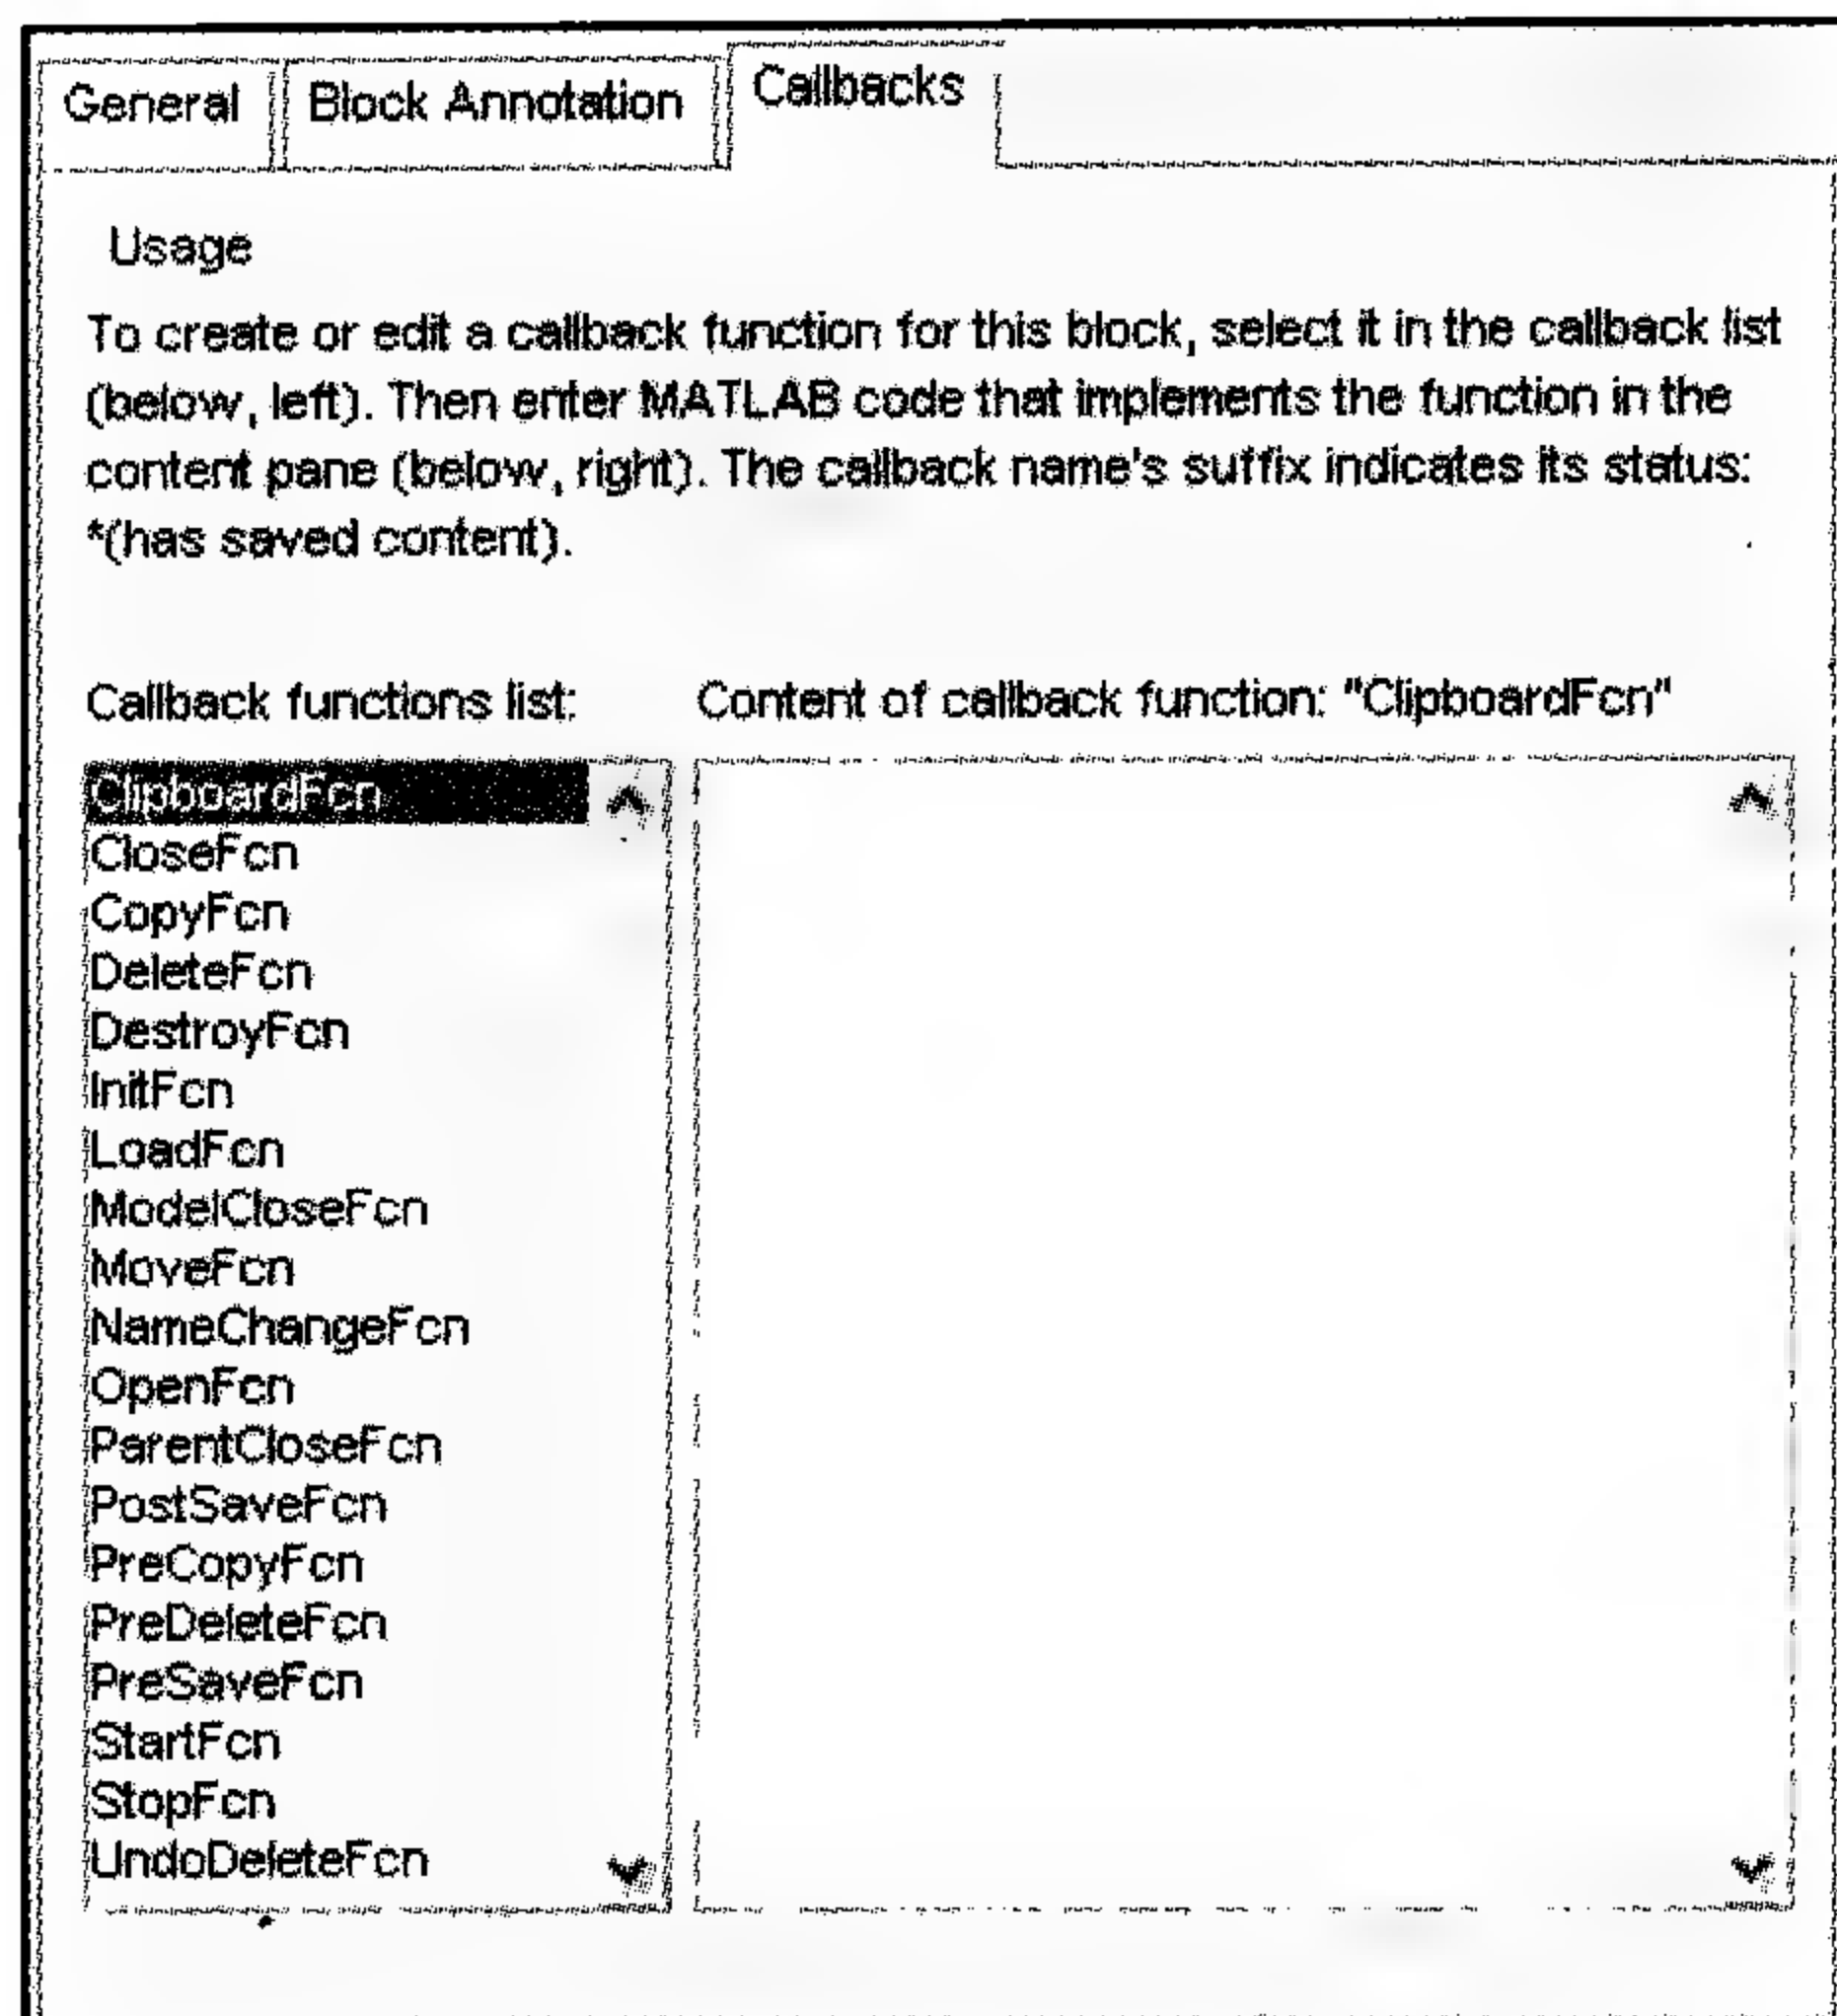 General Block Annotation Callbacks
Usage
To create or edit a callback function for this block, select it in the callback list
(below, left). Then enter MATLAB code that implements the function in the
content pane (below, right). The callback name's suffix indicates its status:
*(has saved content).
Callback functions list: Content of callback function: "ClipboardFcn"
ClipboardFcn
CloseFcn
CopyFcn
DeleteFcn
DestroyFcn
InitFcn
LoadFcn
ModelCloseFcn
MoveFcn
NameChangeFcn
OpenFcn
ParentCloseFcn
PostSaveFcn
PreCopyFcn
PreDeleteFcn
PreSaveFcn
StartFcn
StopFcn
UndoDeleteFcn